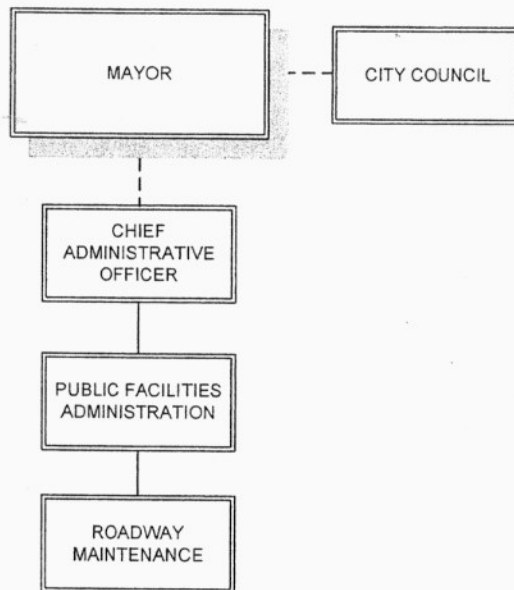 MAYOR
CITY COUNCIL
CHIEF
ADMINISTRATIVE
OFFICER
PUBLIC FACILITIES
ADMINISTRATION
ROADWAY
MAINTENANCE